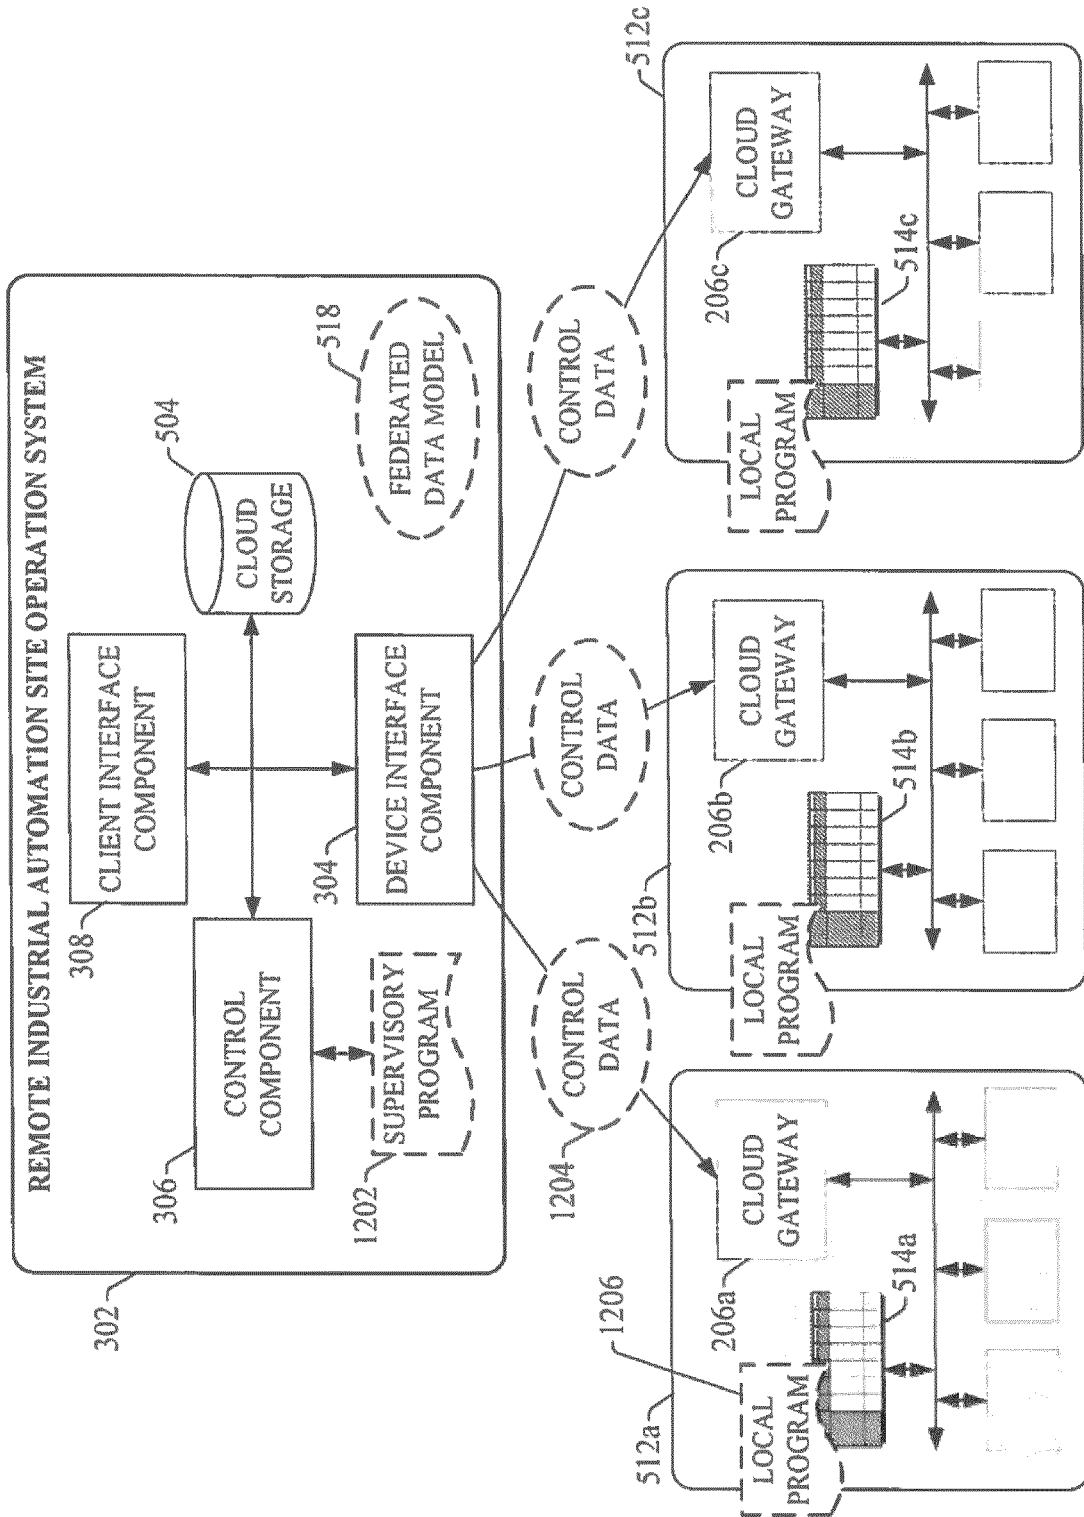 REMOTE INDUSTRIAL AUTOMATION SITE OPERATION SYSTEM
302
308
CLIENT INTERFACE
COMPONENT
306
CONTROL
COMPONENT
504
CLOUD
STORAGE
304
DEVICE INTERFACE
COMPONENT
518
FEDERATED
DATA MODEL
1202
SUPERVISORY
PROGRAM
1204
CONTROL
DATA
CONTROL
DATA
CONTROL
DATA
512a
1206
LOCAL
PROGRAM
206a
CLOUD
GATEWAY
514a
512b
LOCAL
PROGRAM
206b
CLOUD
GATEWAY
514b
512c
LOCAL
PROGRAM
206c
CLOUD
GATEWAY
514c